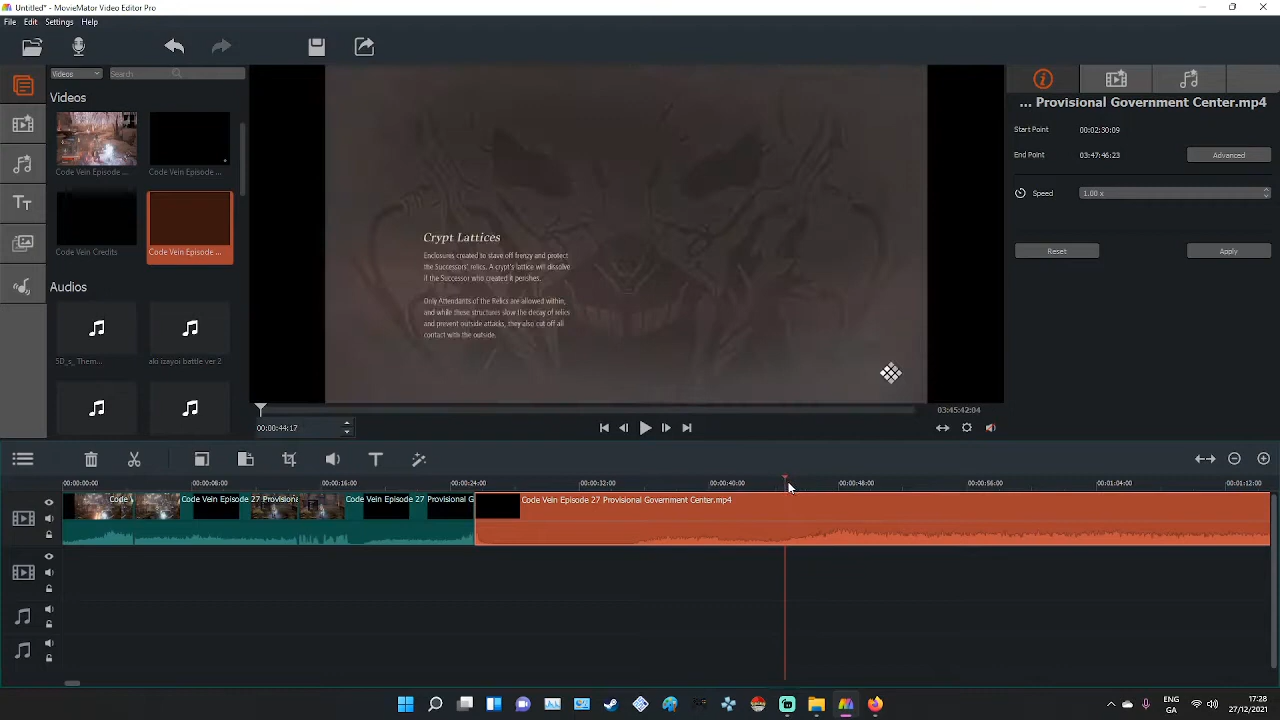 Untitled* - MovieMator Video Editor Pro
File Edit Settings Help
Videos
Search
Videos
Code Vein Episode ...
Code Vein Episode ...
Code Vein Credits
Code Vein Episode ...
Audios
5D_s_ Them...
aki izayoi battle ver 2
Crypt Lattices
Enclosures created to stave off frenzy and protect
the Successors' relics. A crypt's lattice will dissolve
if the Successor who created it perishes.
Only Attendants of the Relics are allowed within,
and while these structures slow the decay of relics
and prevent outside attacks, they also cut off all
contact with the outside.
00:00:44:17
03:45:42:04
... Provisional Government Center.mp4
Start Point 00:02:30:09
End Point 03:47:46:23 Advanced
Speed 1.00 x
Reset Apply
00:00:00:00 00:00:08:00 00:00:16:00 00:00:24:00 00:00:32:00 00:00:40:00 00:00:48:00 00:00:56:00 00:01:04:00 00:01:12:00
Code Code Vein Episode 27 Provisional Code Vein Episode 27 Provisional G Code Vein Episode 27 Provisional Government Center.mp4
ENG
GA
17:28
27/12/2021